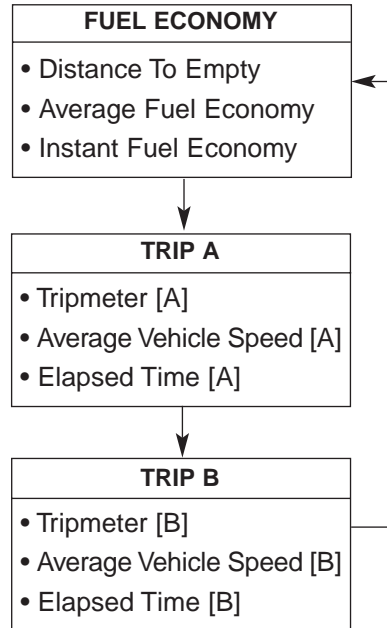 FUEL ECONOMY
• Distance To Empty
• Average Fuel Economy
• Instant Fuel Economy
TRIP A
• Tripmeter [A]
• Average Vehicle Speed [A]
• Elapsed Time [A]
TRIP B
• Tripmeter [B]
• Average Vehicle Speed [B]
• Elapsed Time [B]